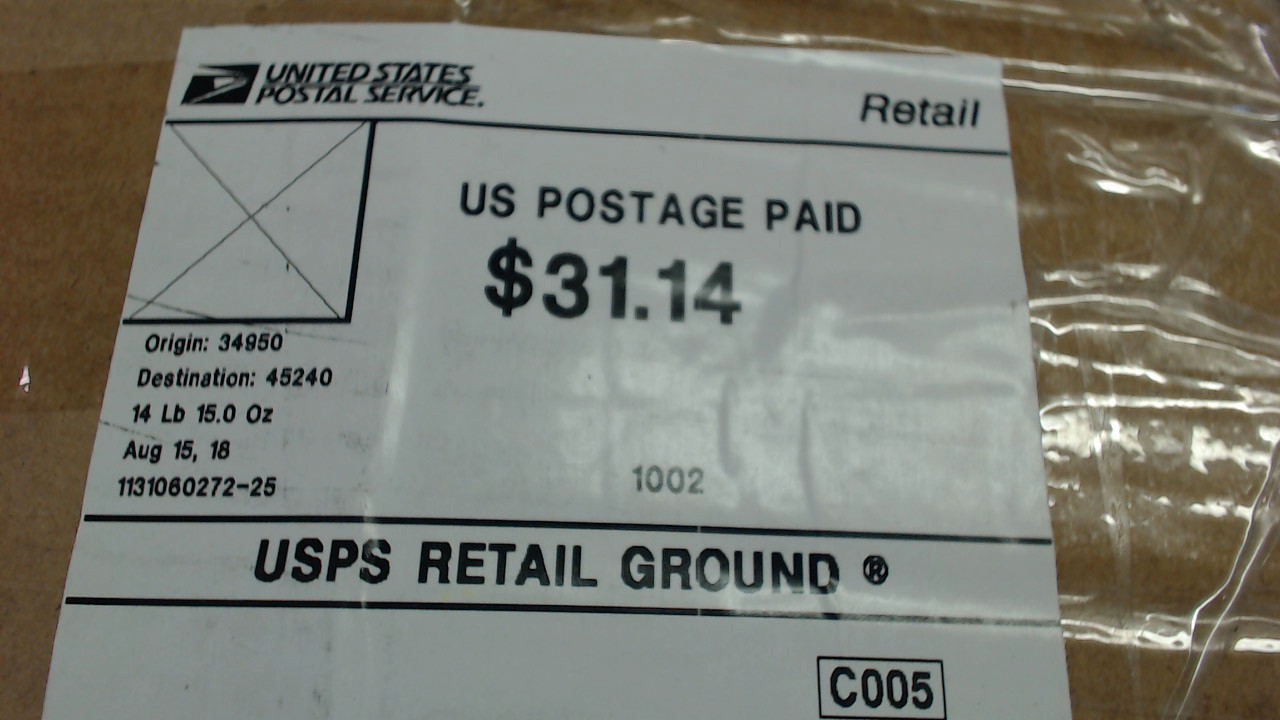 UNITED STATES
POSTAL SERVICE.
Retail
US POSTAGE PAID
$31.14
Origin: 34950
Destination: 45240
14 Lb 15.0 Oz
Aug 15, 18
1131060272-25
1002
USPS RETAIL GROUND ®
C005